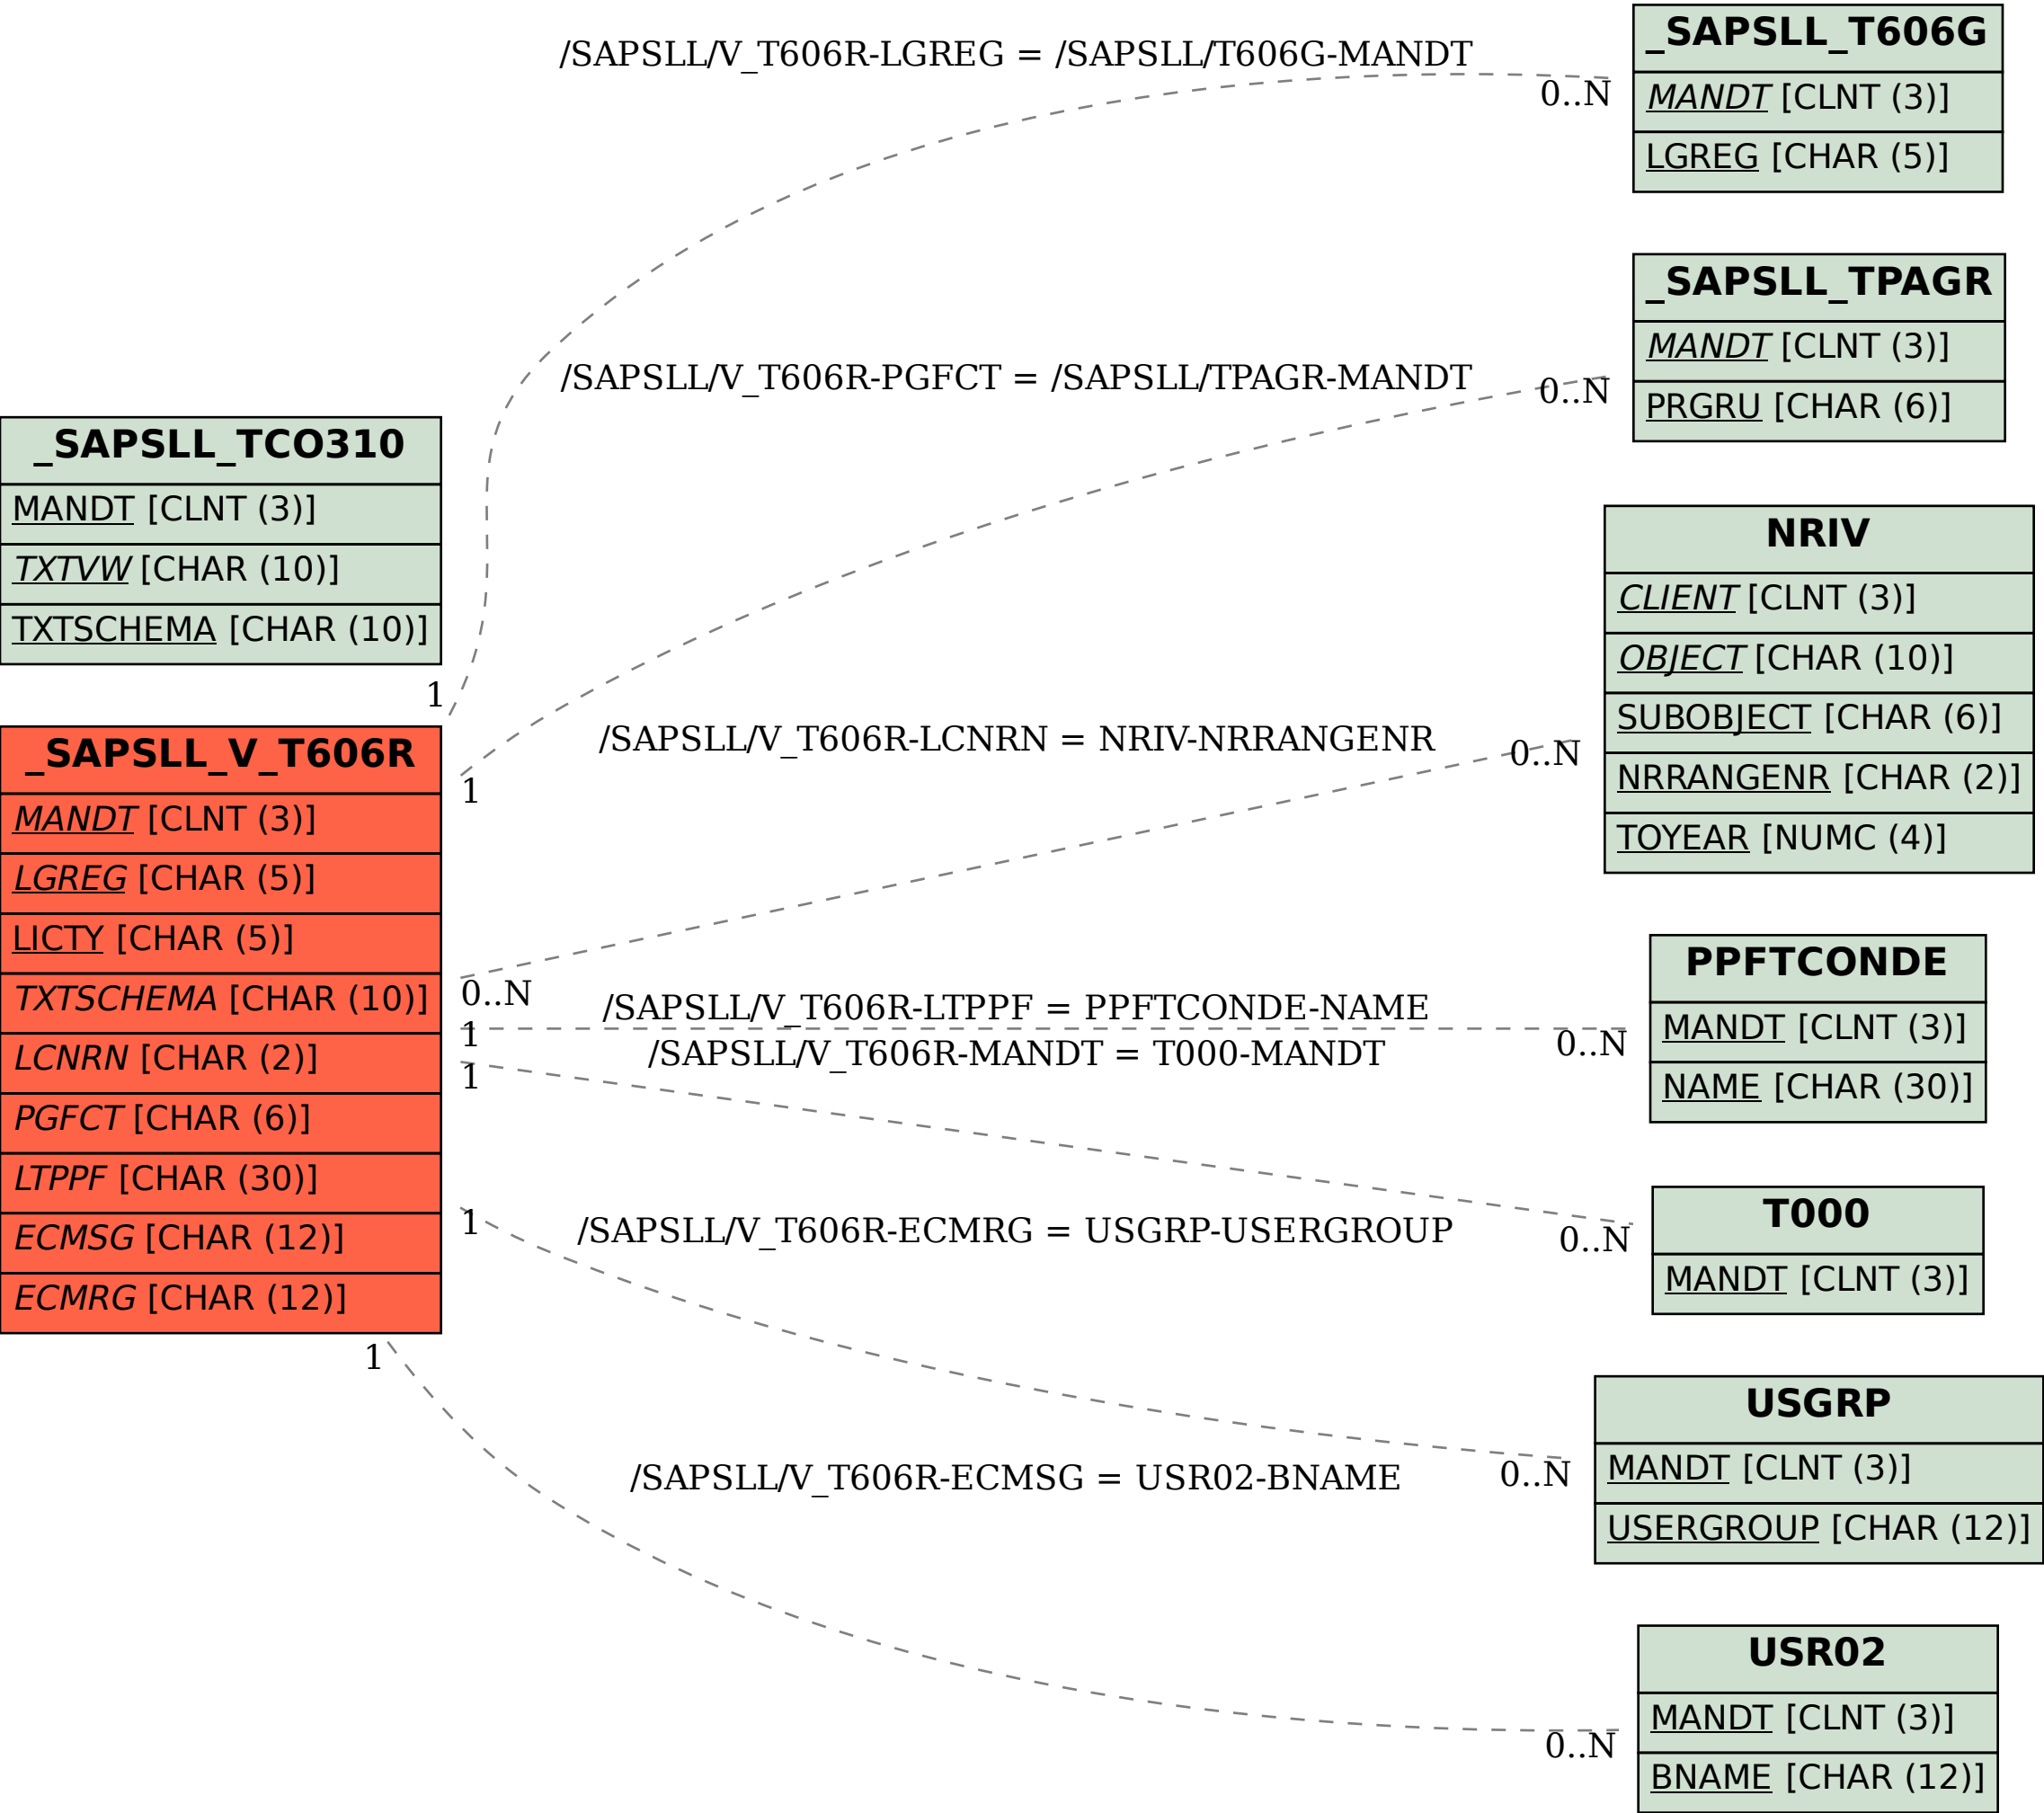 _SAPSLL_TCO310
MANDT [CLNT (3)]
TXTVW [CHAR (10)]
TXTSCHEMA [CHAR (10)]
_SAPSLL_V_T606R
MANDT [CLNT (3)]
LGREG [CHAR (5)]
LICTY [CHAR (5)]
TXTSCHEMA [CHAR (10)]
LCNRN [CHAR (2)]
PGFCT [CHAR (6)]
LTPPF [CHAR (30)]
ECMSG [CHAR (12)]
ECMRG [CHAR (12)]
/SAPSLL/V_T606R-LGREG = /SAPSLL/T606G-MANDT
1
0..N
/SAPSLL/V_T606R-PGFCT = /SAPSLL/TPAGR-MANDT
1
0..N
/SAPSLL/V_T606R-LCNRN = NRIV-NRRANGENR
0..N
0..N
/SAPSLL/V_T606R-LTPPF = PPFTCONDE-NAME
1
0..N
/SAPSLL/V_T606R-MANDT = T000-MANDT
1
0..N
/SAPSLL/V_T606R-ECMRG = USGRP-USERGROUP
1
0..N
/SAPSLL/V_T606R-ECMSG = USR02-BNAME
1
0..N
_SAPSLL_T606G
MANDT [CLNT (3)]
LGREG [CHAR (5)]
_SAPSLL_TPAGR
MANDT [CLNT (3)]
PRGRU [CHAR (6)]
NRIV
CLIENT [CLNT (3)]
OBJECT [CHAR (10)]
SUBOBJECT [CHAR (6)]
NRRANGENR [CHAR (2)]
TOYEAR [NUMC (4)]
PPFTCONDE
MANDT [CLNT (3)]
NAME [CHAR (30)]
T000
MANDT [CLNT (3)]
USGRP
MANDT [CLNT (3)]
USERGROUP [CHAR (12)]
USR02
MANDT [CLNT (3)]
BNAME [CHAR (12)]